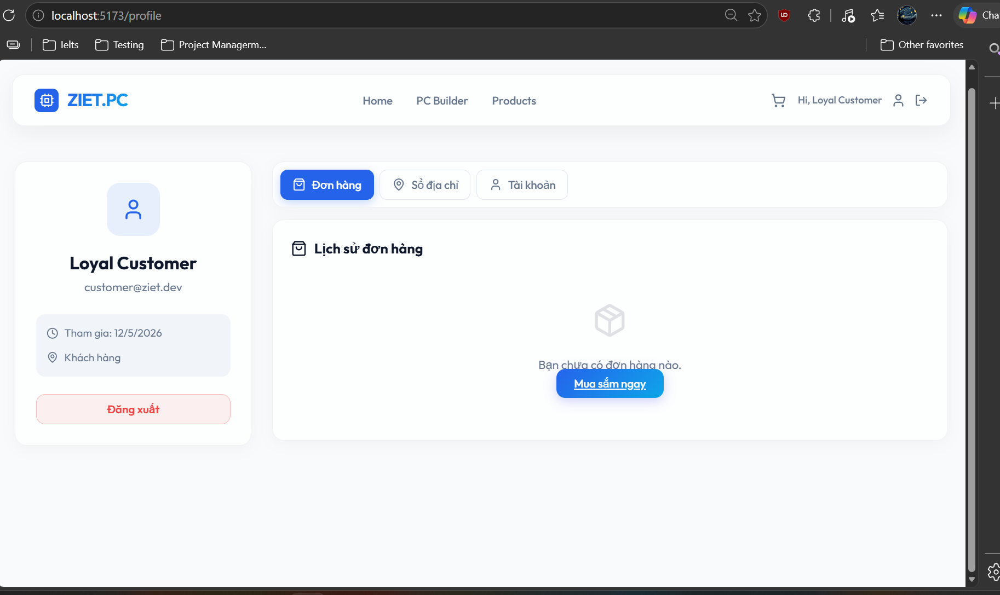 localhost:5173/profile
Ielts
Testing
Project Managerm...
Other favorites
ZIET.PC
Home
PC Builder
Products
Hi, Loyal Customer
Loyal Customer
customer@ziet.dev
Tham gia: 12/5/2026
Khách hàng
Đăng xuất
Đơn hàng
Sổ địa chỉ
Tài khoản
Lịch sử đơn hàng
Bạn chưa có đơn hàng nào.
Mua sắm ngay